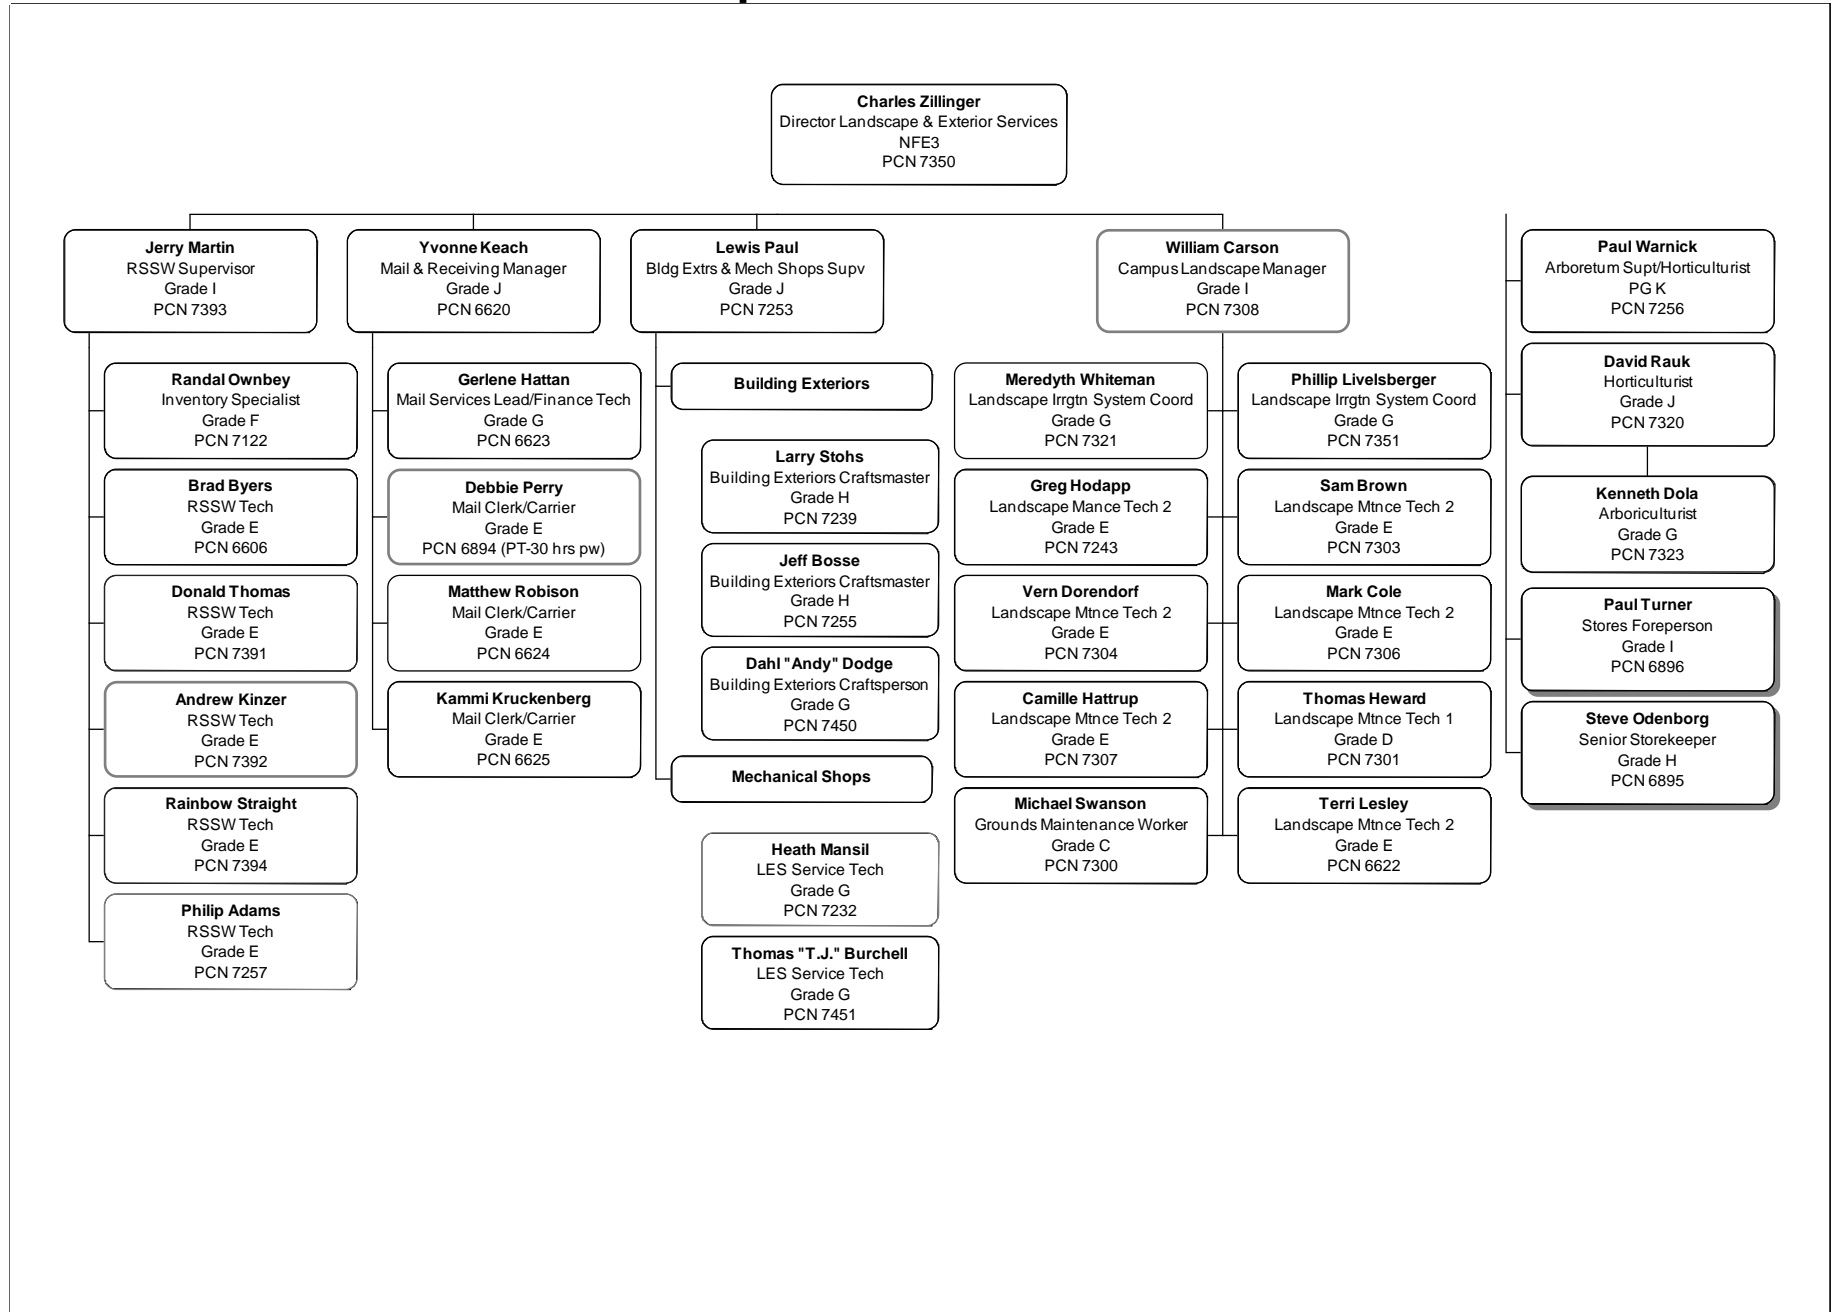 Charles Zillinger
Director Landscape & Exterior Services
NFE3
PCN 7350
Jerry Martin
RSSW Supervisor
Grade I
PCN 7393
Randal Ownbey
Inventory Specialist
Grade F
PCN 7122
Brad Byers
RSSW Tech
Grade E
PCN 6606
Donald Thomas
RSSW Tech
Grade E
PCN 7391
Andrew Kinzer
RSSW Tech
Grade E
PCN 7392
Rainbow Straight
RSSW Tech
Grade E
PCN 7394
Philip Adams
RSSW Tech
Grade E
PCN 7257
Yvonne Keach
Mail & Receiving Manager
Grade J
PCN 6620
Gerlene Hattan
Mail Services Lead/Finance Tech
Grade G
PCN 6623
Debbie Perry
Mail Clerk/Carrier
Grade E
PCN 6894 (PT-30 hrs pw)
Matthew Robison
Mail Clerk/Carrier
Grade E
PCN 6624
Kammi Kruckenberg
Mail Clerk/Carrier
Grade E
PCN 6625
Lewis Paul
Bldg Extrs & Mech Shops Supv
Grade J
PCN 7253
Building Exteriors
Larry Stohs
Building Exteriors Craftsmaster
Grade H
PCN 7239
Jeff Bosse
Building Exteriors Craftsmaster
Grade H
PCN 7255
Dahl "Andy" Dodge
Building Exteriors Craftsperson
Grade G
PCN 7450
Mechanical Shops
Heath Mansil
LES Service Tech
Grade G
PCN 7232
Thomas "T.J." Burchell
LES Service Tech
Grade G
PCN 7451
William Carson
Campus Landscape Manager
Grade I
PCN 7308
Meredyth Whiteman
Landscape Irrgtn System Coord
Grade G
PCN 7321
Greg Hodapp
Landscape Mance Tech 2
Grade E
PCN 7243
Vern Dorendorf
Landscape Mtnce Tech 2
Grade E
PCN 7304
Camille Hattrup
Landscape Mtnce Tech 2
Grade E
PCN 7307
Michael Swanson
Grounds Maintenance Worker
Grade C
PCN 7300
Phillip Livelsberger
Landscape Irrgtn System Coord
Grade G
PCN 7351
Sam Brown
Landscape Mtnce Tech 2
Grade E
PCN 7303
Mark Cole
Landscape Mtnce Tech 2
Grade E
PCN 7306
Thomas Heward
Landscape Mtnce Tech 1
Grade D
PCN 7301
Terri Lesley
Landscape Mtnce Tech 2
Grade E
PCN 6622
Paul Warnick
Arboretum Supt/Horticulturist
PG K
PCN 7256
David Rauk
Horticulturist
Grade J
PCN 7320
Kenneth Dola
Arboriculturist
Grade G
PCN 7323
Paul Turner
Stores Foreperson
Grade I
PCN 6896
Steve Odenborg
Senior Storekeeper
Grade H
PCN 6895